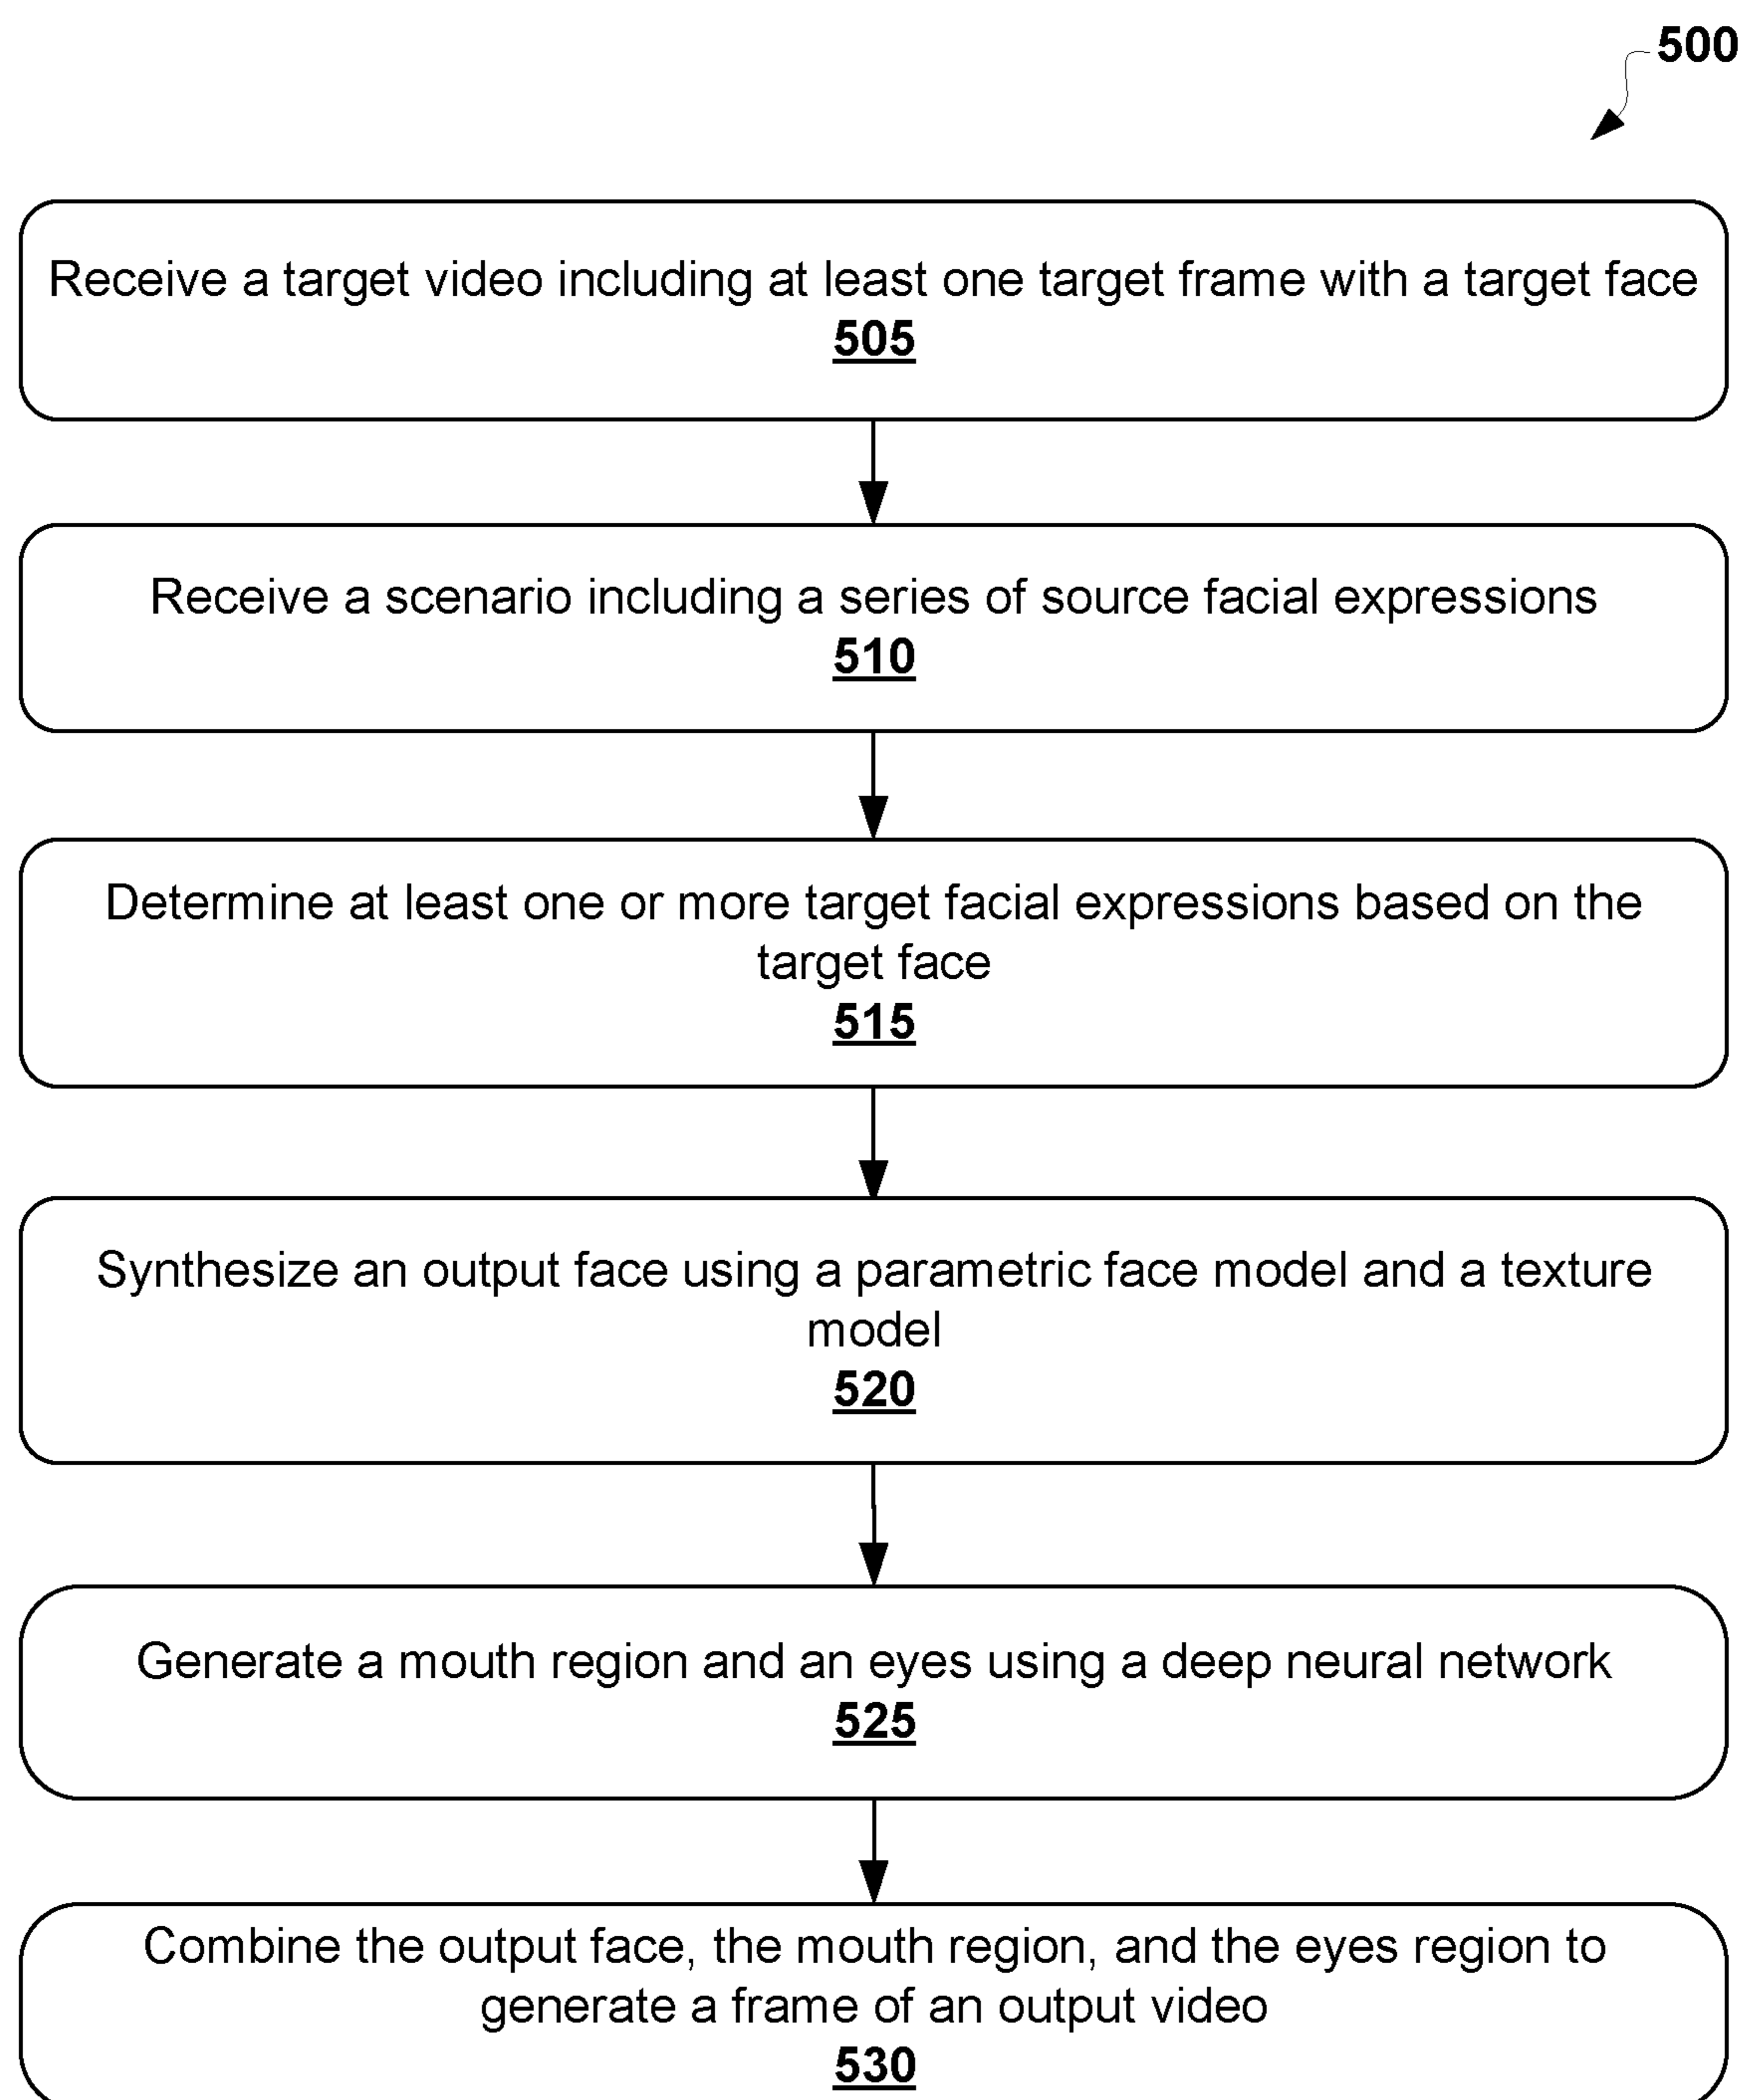 500
Receive a target video including at least one target frame with a target face
505
Receive a scenario including a series of source facial expressions
510
Determine at least one or more target facial expressions based on the
target face
515
Synthesize an output face using a parametric face model and a texture
model
520
Generate a mouth region and an eyes using a deep neural network
525
Combine the output face, the mouth region, and the eyes region to
generate a frame of an output video
530